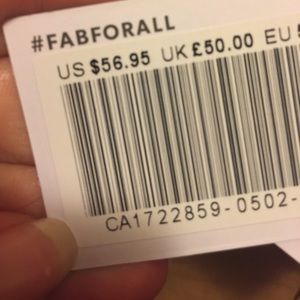 #FABFORALL
US $56.95 UK £50.00 EU
CA1722859-0502-